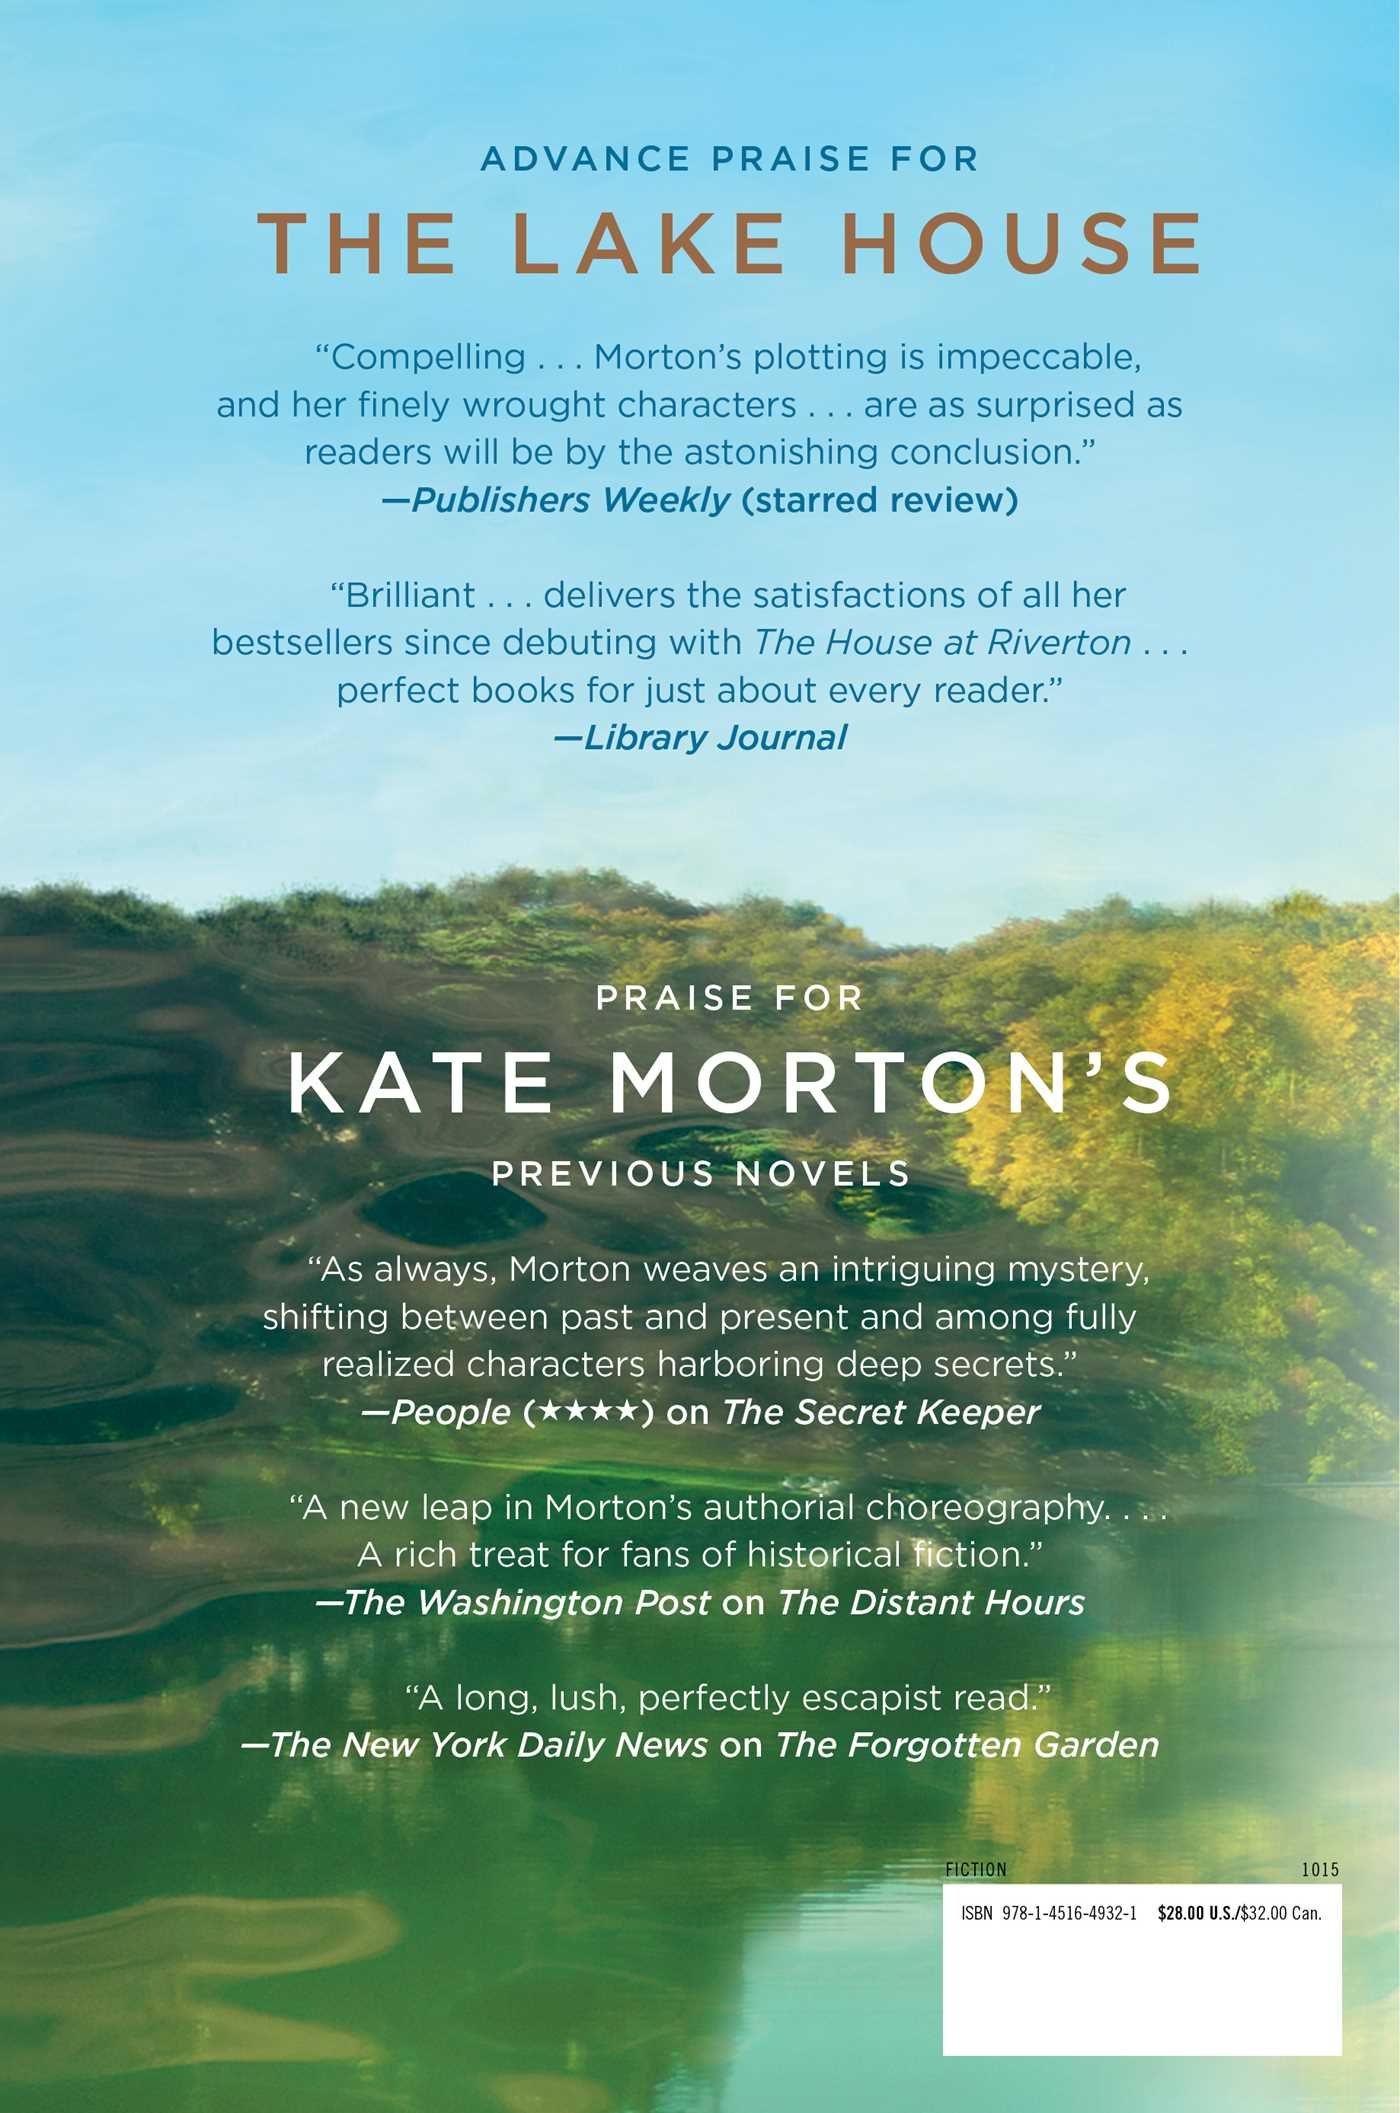 ADVANCE PRAISE FOR
THE LAKE HOUSE
“Compelling . . . Morton’s plotting is impeccable,
and her finely wrought characters . . . are as surprised as
readers will be by the astonishing conclusion.”
—Publishers Weekly (starred review)
“Brilliant . . . delivers the satisfactions of all her
bestsellers since debuting with The House at Riverton . . .
perfect books for just about every reader.”
—Library Journal
PRAISE FOR
KATE MORTON’S
PREVIOUS NOVELS
“As always, Morton weaves an intriguing mystery,
shifting between past and present and among fully
realized characters harboring deep secrets.”
—People (★★★★) on The Secret Keeper
“A new leap in Morton’s authorial choreography. . . .
A rich treat for fans of historical fiction.”
—The Washington Post on The Distant Hours
“A long, lush, perfectly escapist read.”
—The New York Daily News on The Forgotten Garden
FICTION 1015
ISBN 978-1-4516-4932-1 $28.00 U.S./$32.00 Can.